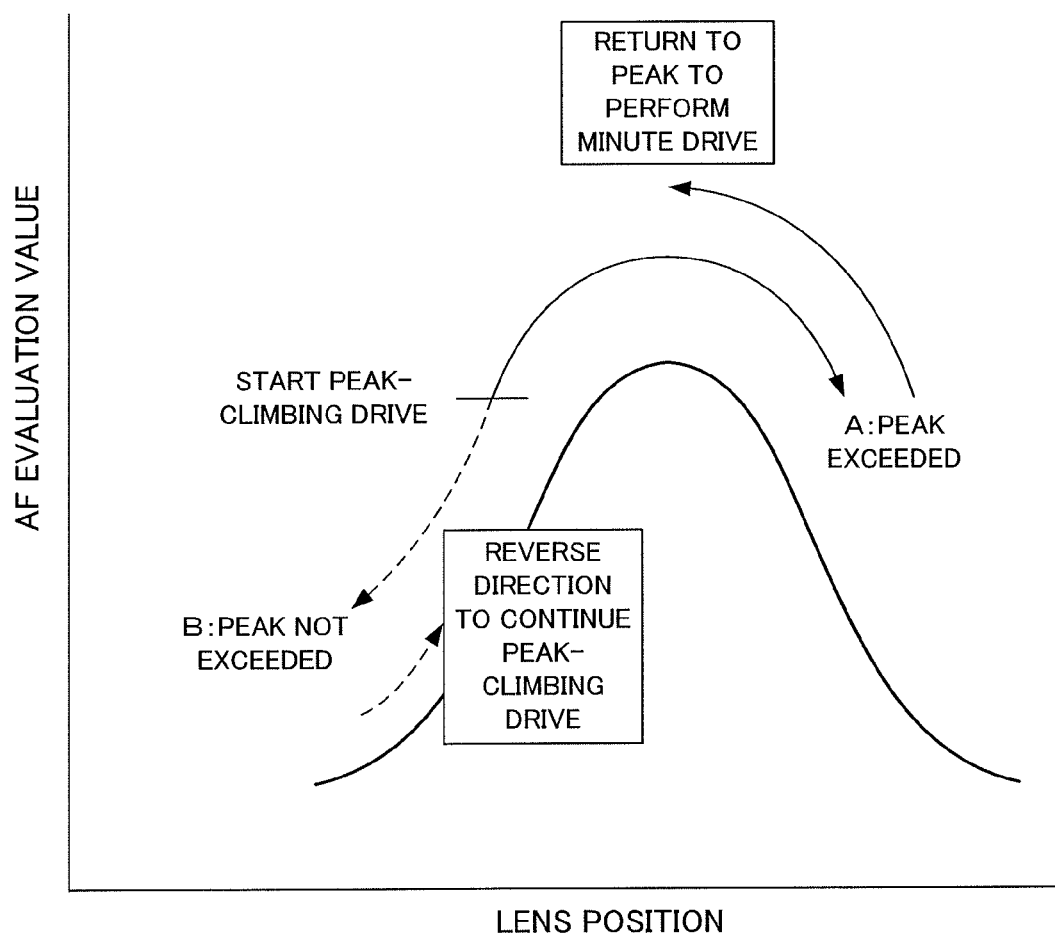 RETURN TO
PEAK TO
PERFORM
MINUTE DRIVE
AF EVALUATION VALUE
START PEAK-
CLIMBING DRIVE
A:PEAK
EXCEEDED
REVERSE
DIRECTION
TO CONTINUE
PEAK-
CLIMBING
DRIVE
B:PEAK NOT
EXCEEDED
LENS POSITION